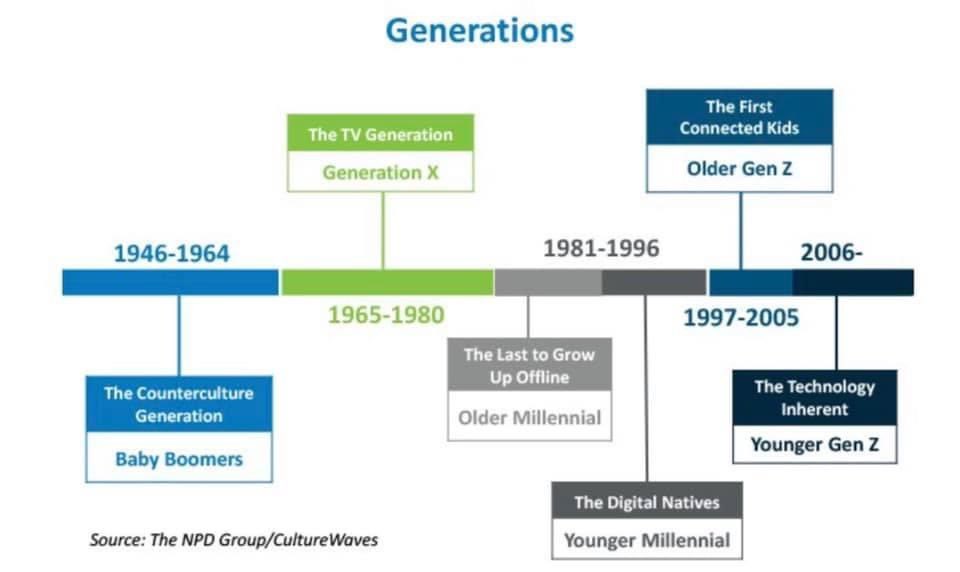 Generations
The First
Connected Kids
Older Gen Z
The TV Generation
Generation X
1946-1964
1981-1996
2006-
1965-1980
1997-2005
The Last to Grow
Up Offline
Older Millennial
The Counterculture
Generation
Baby Boomers
The Technology
Inherent
Younger Gen Z
The Digital Natives
Younger Millennial
Source: The NPD Group/CultureWaves